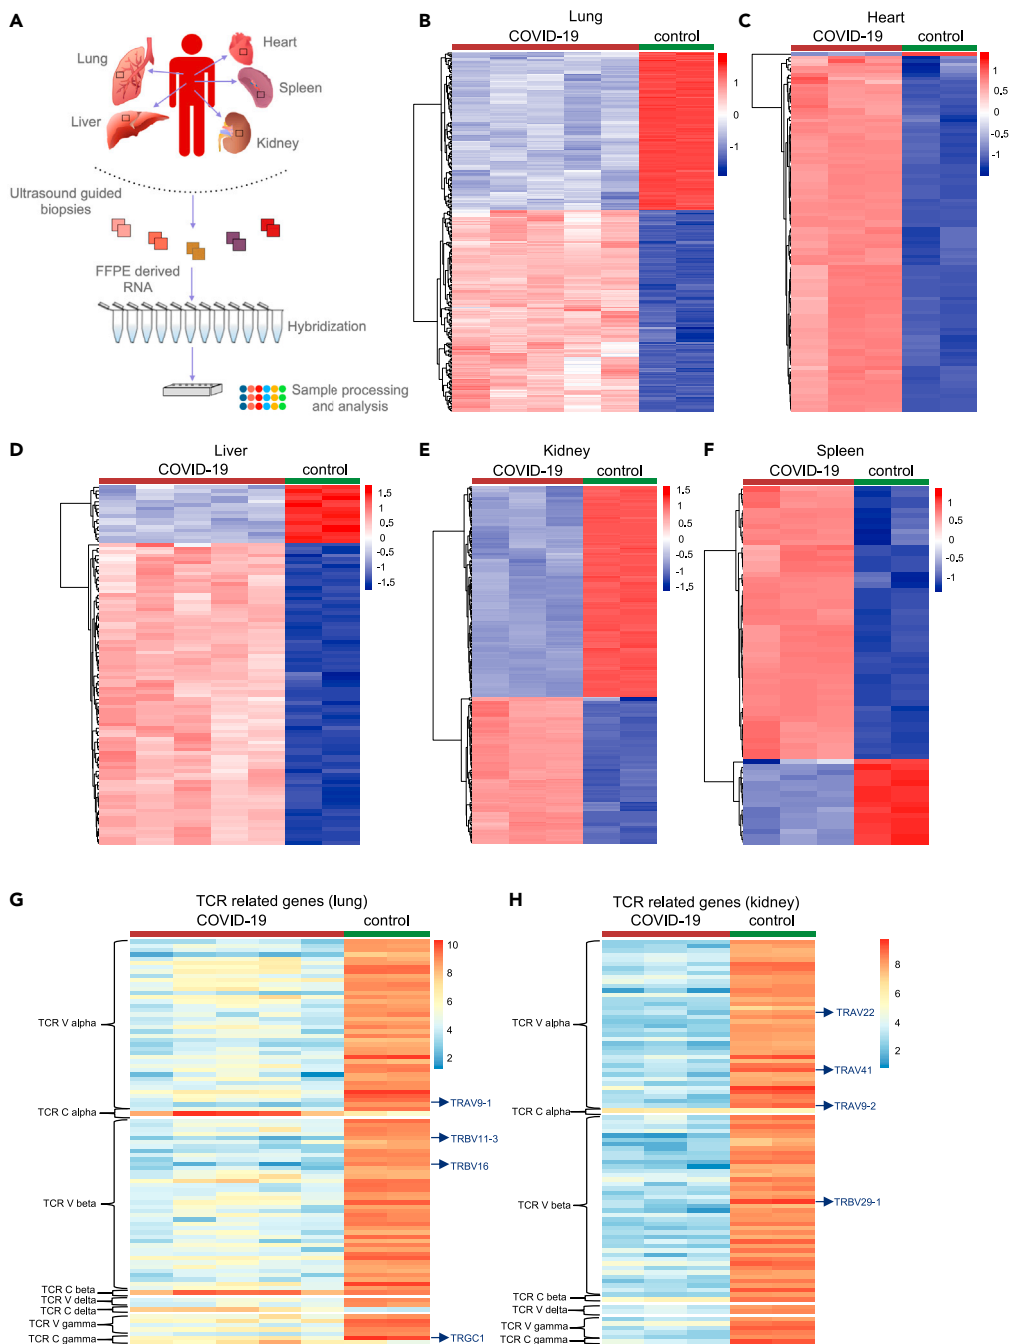 A
Lung
Heart
Spleen
Liver
Kidney
Ultrasound guided
biopsies
FFPE derived
RNA
Hybridization
Sample processing
and analysis
B
Lung
COVID-19
control
1
0
-1
C
Heart
COVID-19
control
1
0.5
0
-0,5
-1
D
Liver
COVID-19
control
1.5
1
0.5
0
-0.5
-1
-1.5
E
Kidney
COVID-19
control
1.5
1
0.5
0
-0.5
-1
-1.5
F
Spleen
COVID-19
control
1
0.5
0
-0.5
-1
G
TCR related genes (lung)
COVID-19
control
10
8
6
4
2
TCR V alpha
TCR C alpha
TCR V beta
TCR C beta
TCR V delta
TCR C delta
TCR V gamma
TCR C gamma
TRAV9-1
TRBV11-3
TRBV16
TRGC1
H
TCR related genes (kidney)
COVID-19
control
8
6
4
2
TCR V alpha
TCR C alpha
TCR V beta
TCR C beta
TCR V delta
TCR V gamma
TCR C gamma
TRAV22
TRAV41
TRAV9-2
TRBV29-1